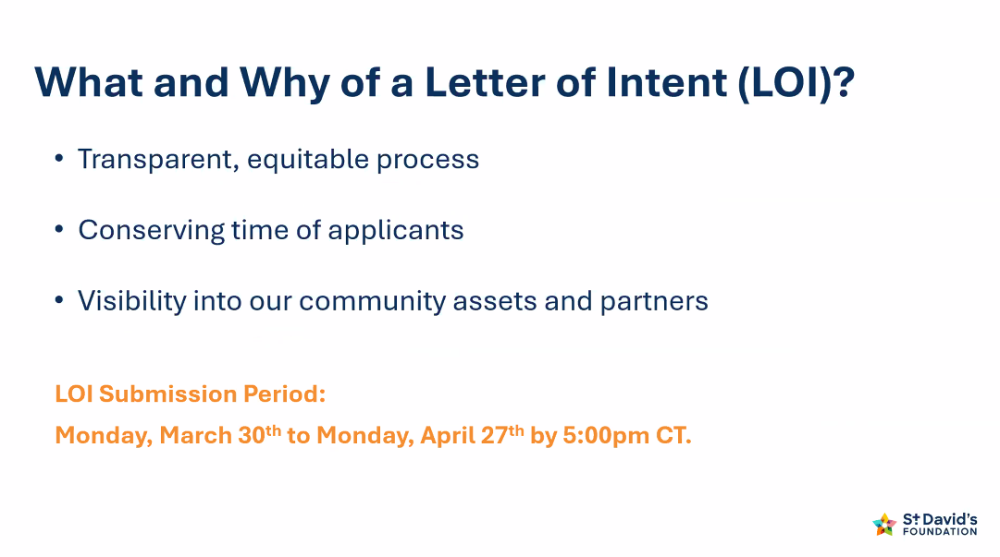 What and Why of a Letter of Intent (LOI)?
• Transparent, equitable process
• Conserving time of applicants
• Visibility into our community assets and partners
LOI Submission Period:
Monday, March 30th to Monday, April 27th by 5:00pm CT.
St David's
FOUNDATION